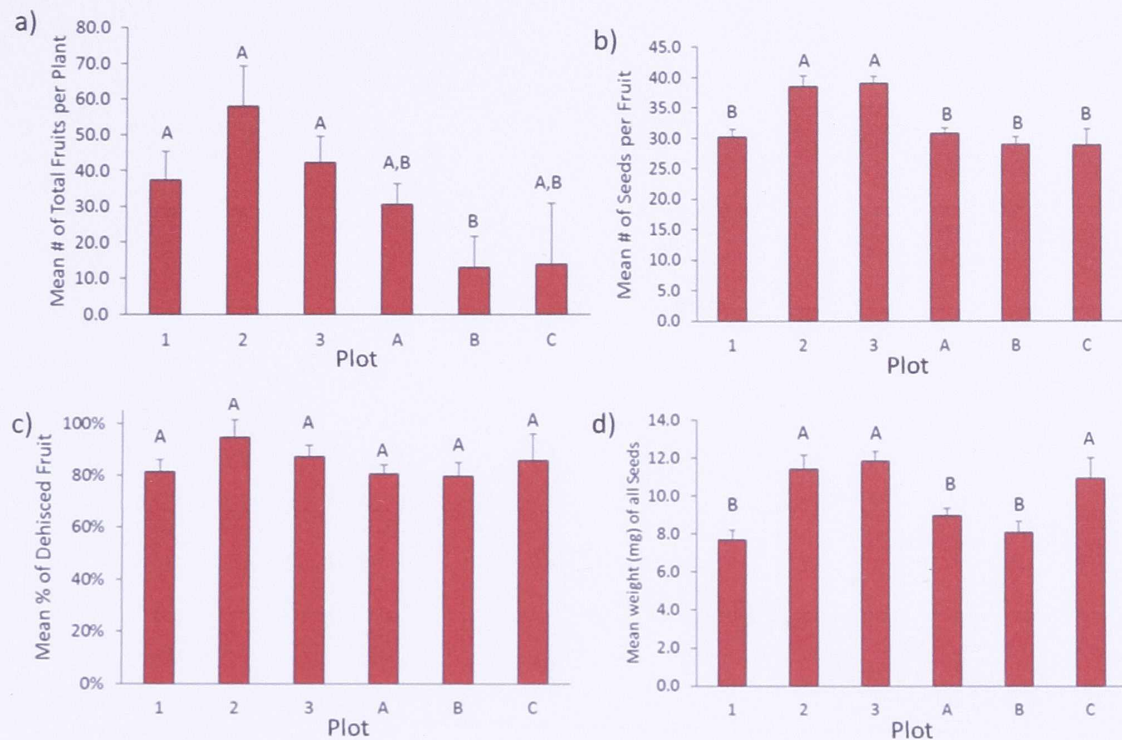 a)
Mean # of Total Fruits per Plant
80.0
70.0
60.0
50.0
40.0
30.0
20.0
10.0
0.0
A
A
A
A,B
B
A,B
1 2 3 A B C
Plot
b)
Mean # of Seeds per Fruit
45.0
40.0
35.0
30.0
25.0
20.0
15.0
10.0
5.0
0.0
B
A
A
B
B
B
1 2 3 A B C
Plot
c)
Mean % of Dehisced Fruit
100%
80%
60%
40%
20%
0%
A
A
A
A
A
A
1 2 3 A B C
Plot
d)
Mean weight (mg) of all Seeds
14.0
12.0
10.0
8.0
6.0
4.0
2.0
0.0
B
A
A
B
B
A
1 2 3 A B C
Plot